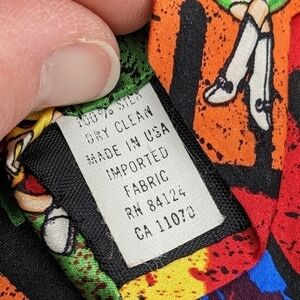 100% SILK
DRY CLEAN
MADE IN USA
IMPORTED
FABRIC
RN 84124
CA 11070